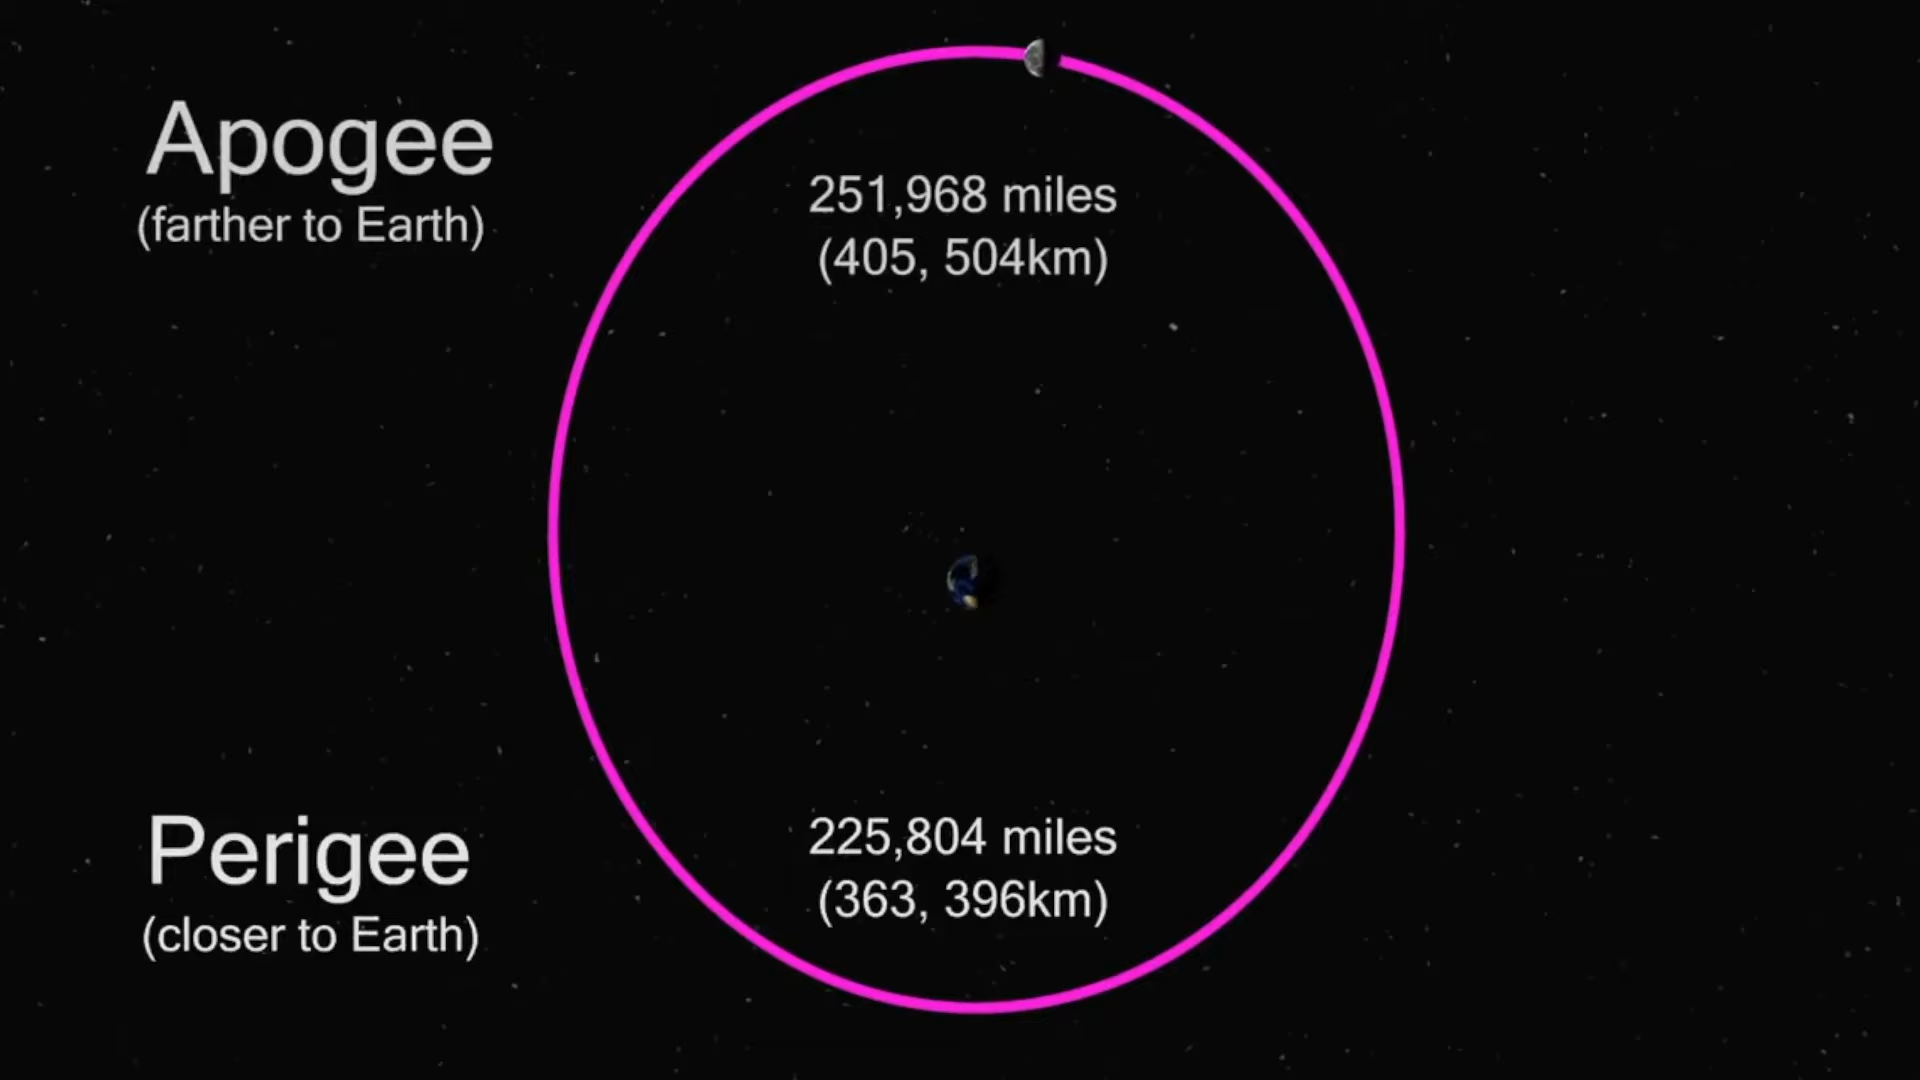 Apogee
(farther to Earth)
251,968 miles
(405, 504km)
Perigee
(closer to Earth)
225,804 miles
(363, 396km)